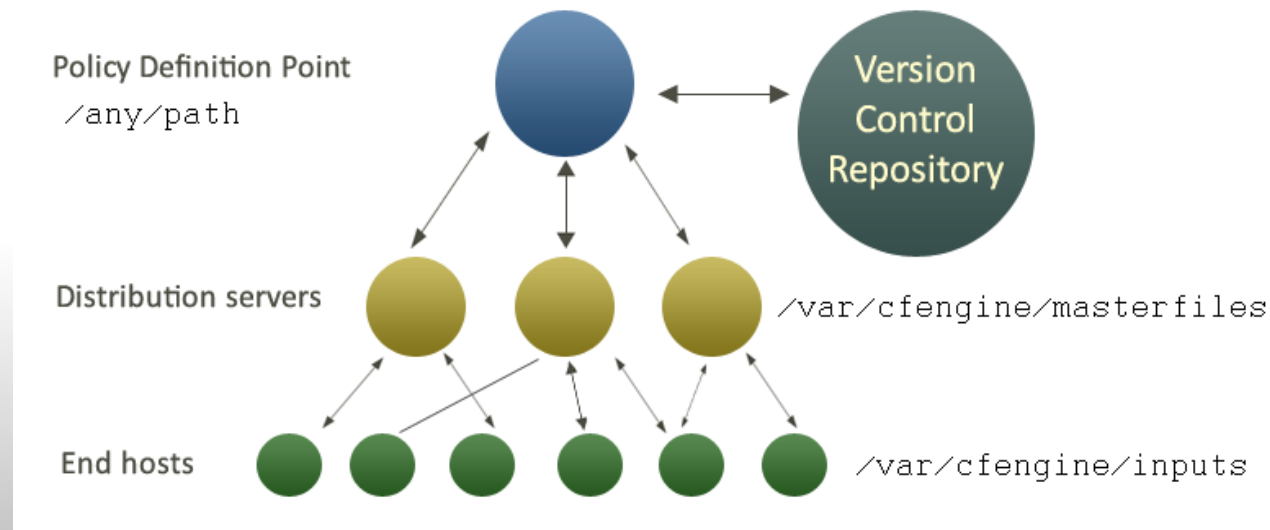 Policy Definition Point
/any/path
Version
Control
Repository
Distribution servers
/var/cfengine/masterfiles
End hosts
/var/cfengine/inputs